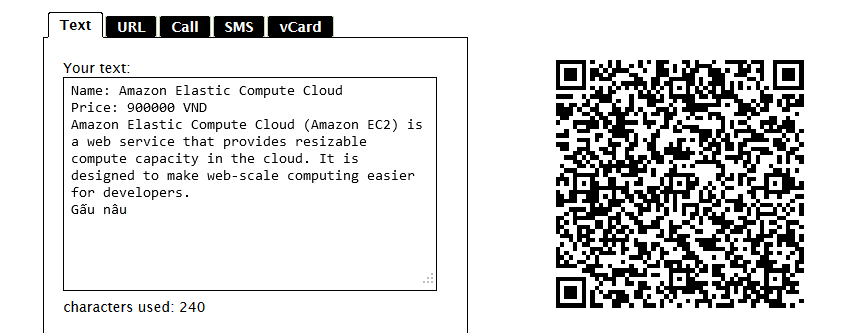 Text URL Call SMS vCard
Your text:
Name: Amazon Elastic Compute Cloud
Price: 900000 VND
Amazon Elastic Compute Cloud (Amazon EC2) is
a web service that provides resizable
compute capacity in the cloud. It is
designed to make web-scale computing easier
for developers.
Gấu nâu
characters used: 240